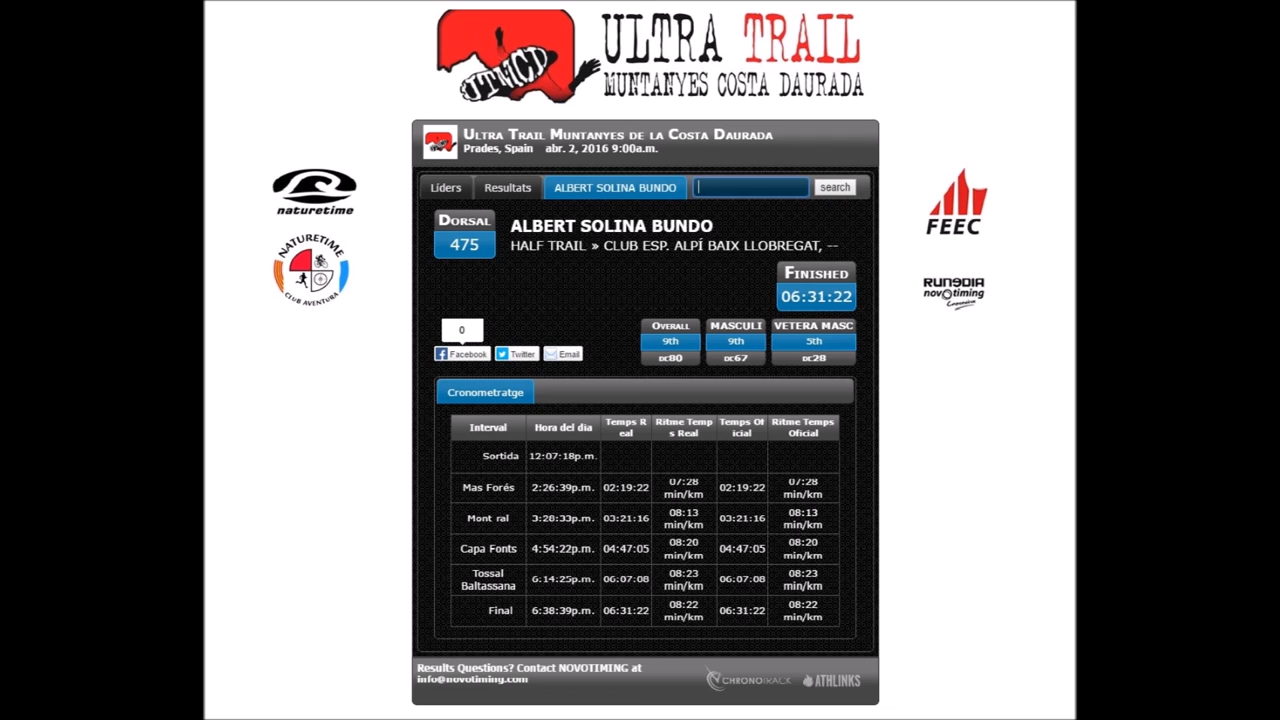 UTMCD
ULTRA TRAIL
MUNTANYES COSTA DAURADA
ULTRA TRAIL MUNTANYES DE LA COSTA DAURADA
Prades, Spain abr. 2, 2016 9:00a.m.
Líders Resultats ALBERT SOLINA BUNDO search
naturetime
NATURETIME
CLUB AVENTURA
FEEC
RUNEDIA
novotiming
DORSAL
475
ALBERT SOLINA BUNDO
HALF TRAIL » CLUB ESP. ALPÍ BAIX LLOBREGAT, --
FINISHED
06:31:22
0
Facebook Twitter Email
OVERALL MASCULI VETERA MASC
9th 9th 5th
DE80 DE67 DE28
Cronometratge
Interval Hora del dia Temps Real Ritme Temps Real Temps Oficial Ritme Temps Oficial
Sortida 12:07:18p.m.
Mas Forés 2:26:39p.m. 02:19:22 07:28 min/km 02:19:22 07:28 min/km
Mont ral 3:28:33p.m. 03:21:16 08:13 min/km 03:21:16 08:13 min/km
Capa Fonts 4:54:22p.m. 04:47:05 08:20 min/km 04:47:05 08:20 min/km
Tossal Baltassana 6:14:25p.m. 06:07:08 08:23 min/km 06:07:08 08:23 min/km
Final 6:38:39p.m. 06:31:22 08:22 min/km 06:31:22 08:22 min/km
Results Questions? Contact NOVOTIMING at
info@novotiming.com
CHRONOTRACK ATHLINKS